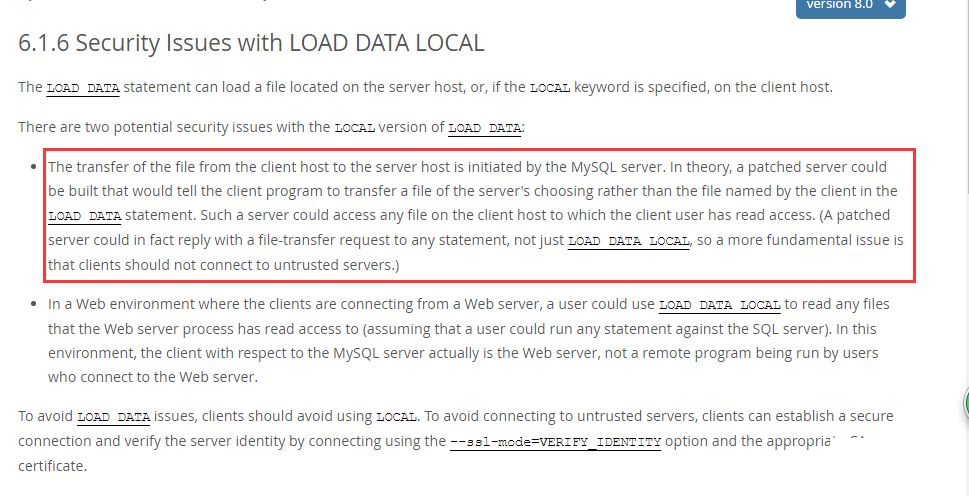 version 8.0
6.1.6 Security Issues with LOAD DATA LOCAL
The LOAD DATA statement can load a file located on the server host, or, if the LOCAL keyword is specified, on the client host.
There are two potential security issues with the LOCAL version of LOAD DATA:
• The transfer of the file from the client host to the server host is initiated by the MySQL server. In theory, a patched server could
be built that would tell the client program to transfer a file of the server's choosing rather than the file named by the client in the
LOAD DATA statement. Such a server could access any file on the client host to which the client user has read access. (A patched
server could in fact reply with a file-transfer request to any statement, not just LOAD DATA LOCAL, so a more fundamental issue is
that clients should not connect to untrusted servers.)
• In a Web environment where the clients are connecting from a Web server, a user could use LOAD DATA LOCAL to read any files
that the Web server process has read access to (assuming that a user could run any statement against the SQL server). In this
environment, the client with respect to the MySQL server actually is the Web server, not a remote program being run by users
who connect to the Web server.
To avoid LOAD DATA issues, clients should avoid using LOCAL. To avoid connecting to untrusted servers, clients can establish a secure
connection and verify the server identity by connecting using the --ssl-mode=VERIFY_IDENTITY option and the
certificate.